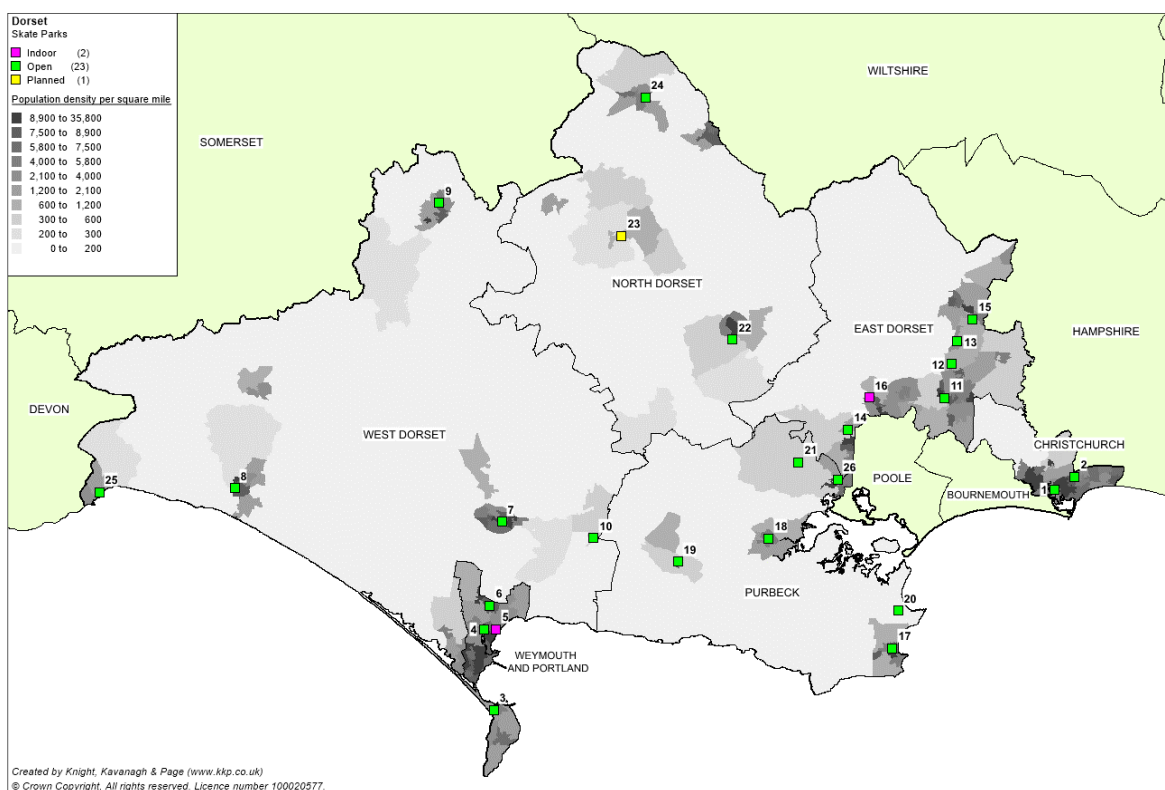 Dorset
Skate Parks
Indoor (2)
Open (23)
Planned (1)
Population density per square mile
8,900 to 35,800
7,500 to 8,900
5,800 to 7,500
4,000 to 5,800
2,100 to 4,000
1,200 to 2,100
600 to 1,200
300 to 600
200 to 300
0 to 200
WILTSHIRE
24
SOMERSET
9
23
NORTH DORSET
15
22
EAST DORSET
HAMPSHIRE
13
12
16
11
DEVON
WEST DORSET
14
CHRISTCHURCH
21
2
25
8
26
POOLE
BOURNEMOUTH
1
7
10
18
19
PURBECK
6
20
5
4
17
WEYMOUTH
AND PORTLAND
3
Created by Knight, Kavanagh & Page (www.kkp.co.uk)
© Crown Copyright. All rights reserved. Licence number 100020577.